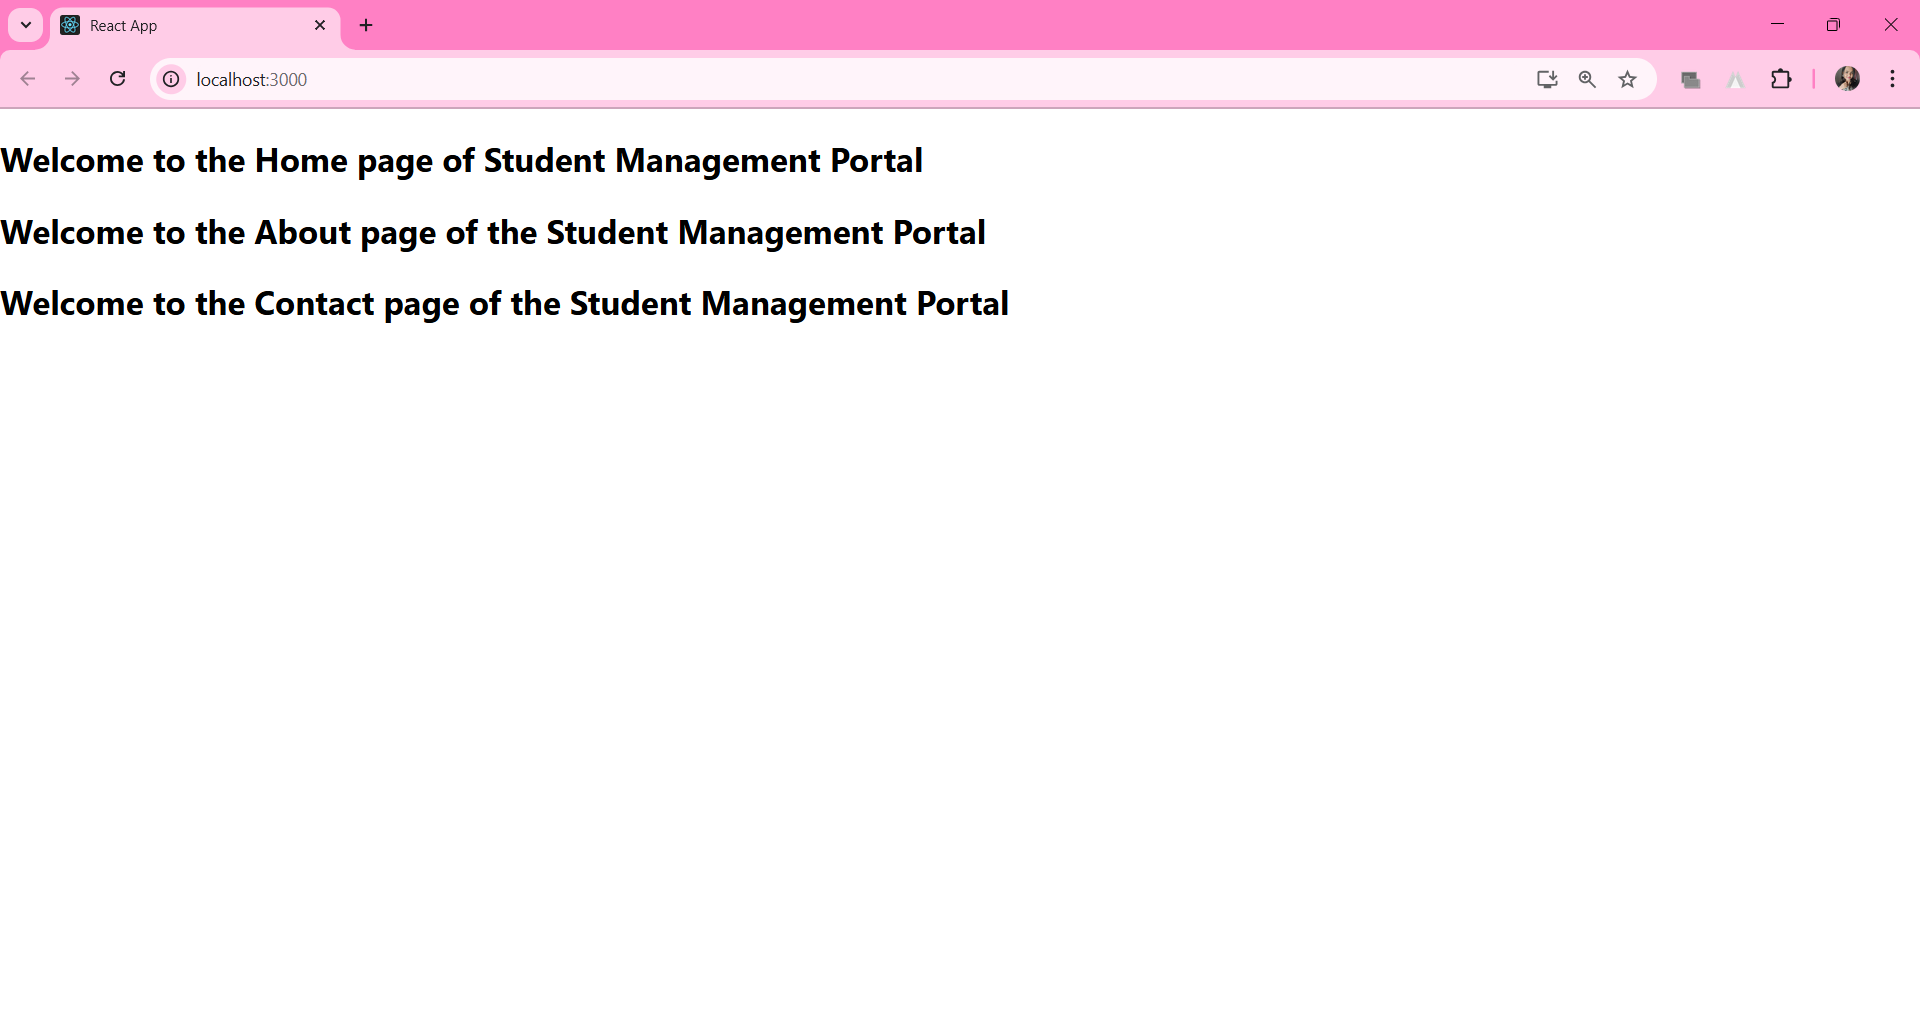 React App
localhost:3000
Welcome to the Home page of Student Management Portal
Welcome to the About page of the Student Management Portal
Welcome to the Contact page of the Student Management Portal